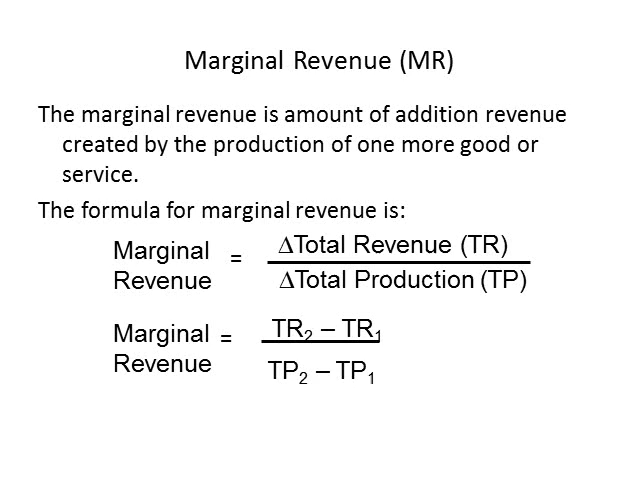 Marginal Revenue (MR)
The marginal revenue is amount of addition revenue
created by the production of one more good or
service.
The formula for marginal revenue is:
Marginal Revenue = ΔTotal Revenue (TR)
ΔTotal Production (TP)
Marginal Revenue = TR₂ – TR₁
TP₂ – TP₁